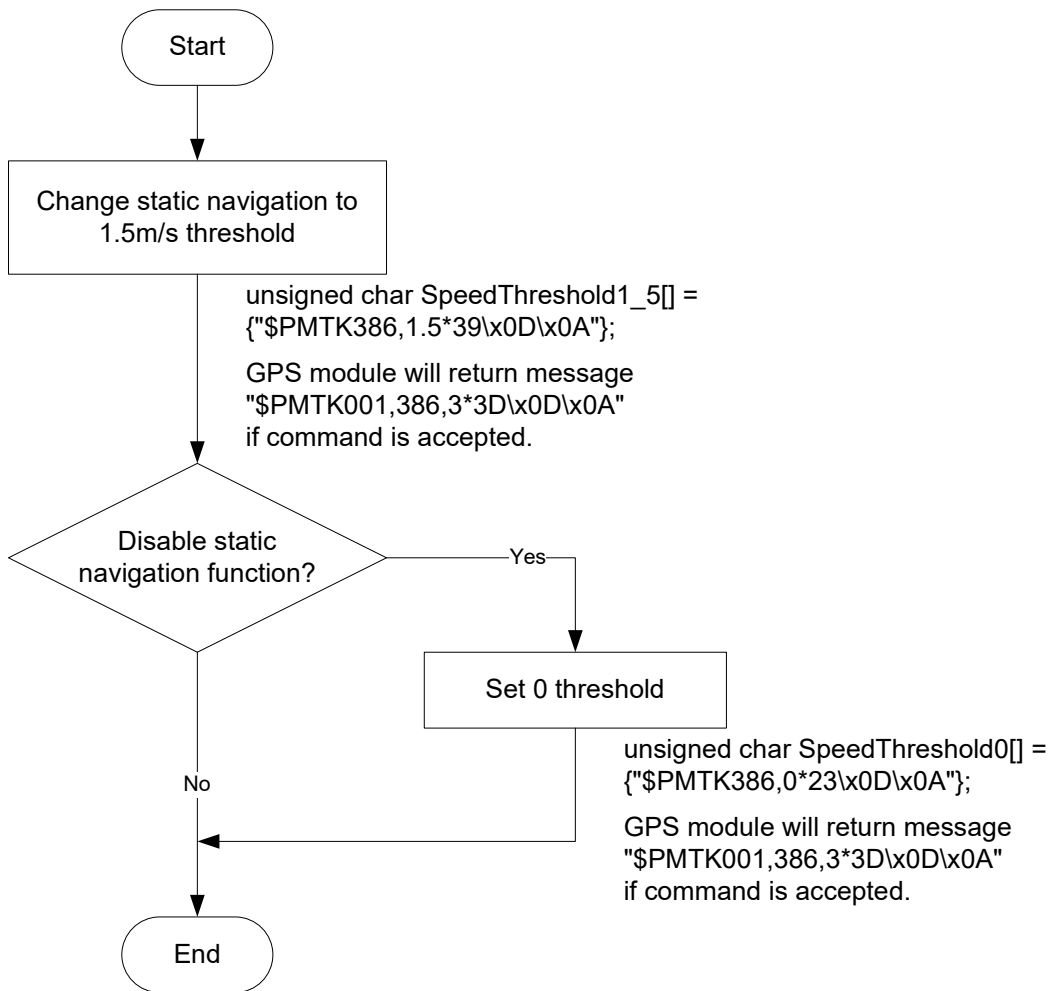 Start
Change static navigation to
1.5m/s threshold
unsigned char SpeedThreshold1_5[] =
{"$PMTK386,1.5*39\x0D\x0A"};
GPS module will return message
"$PMTK001,386,3*3D\x0D\x0A"
if command is accepted.
Disable static
navigation function?
Yes
Set 0 threshold
unsigned char SpeedThreshold0[] =
{"$PMTK386,0*23\x0D\x0A"};
No
GPS module will return message
"$PMTK001,386,3*3D\x0D\x0A"
if command is accepted.
End